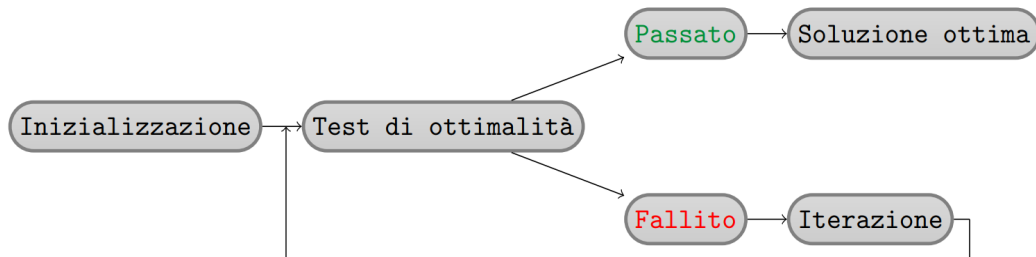 Passato
Soluzione ottima
Inizializzazione
Test di ottimalità
Fallito
Iterazione